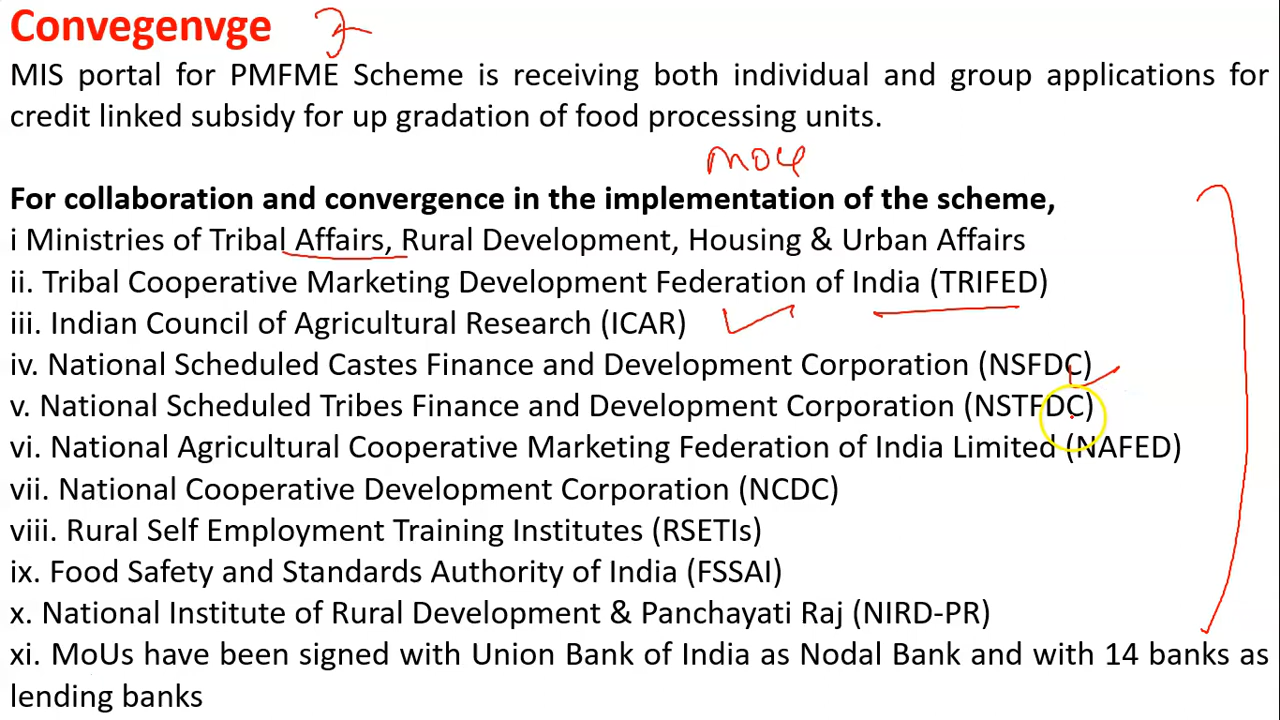 Convegenvge
MIS portal for PMFME Scheme is receiving both individual and group applications for
credit linked subsidy for up gradation of food processing units.
For collaboration and convergence in the implementation of the scheme,
i Ministries of Tribal Affairs, Rural Development, Housing & Urban Affairs
ii. Tribal Cooperative Marketing Development Federation of India (TRIFED)
iii. Indian Council of Agricultural Research (ICAR)
iv. National Scheduled Castes Finance and Development Corporation (NSFDC)
v. National Scheduled Tribes Finance and Development Corporation (NSTFDC)
vi. National Agricultural Cooperative Marketing Federation of India Limited (NAFED)
vii. National Cooperative Development Corporation (NCDC)
viii. Rural Self Employment Training Institutes (RSETIs)
ix. Food Safety and Standards Authority of India (FSSAI)
x. National Institute of Rural Development & Panchayati Raj (NIRD-PR)
xi. MoUs have been signed with Union Bank of India as Nodal Bank and with 14 banks as
lending banks